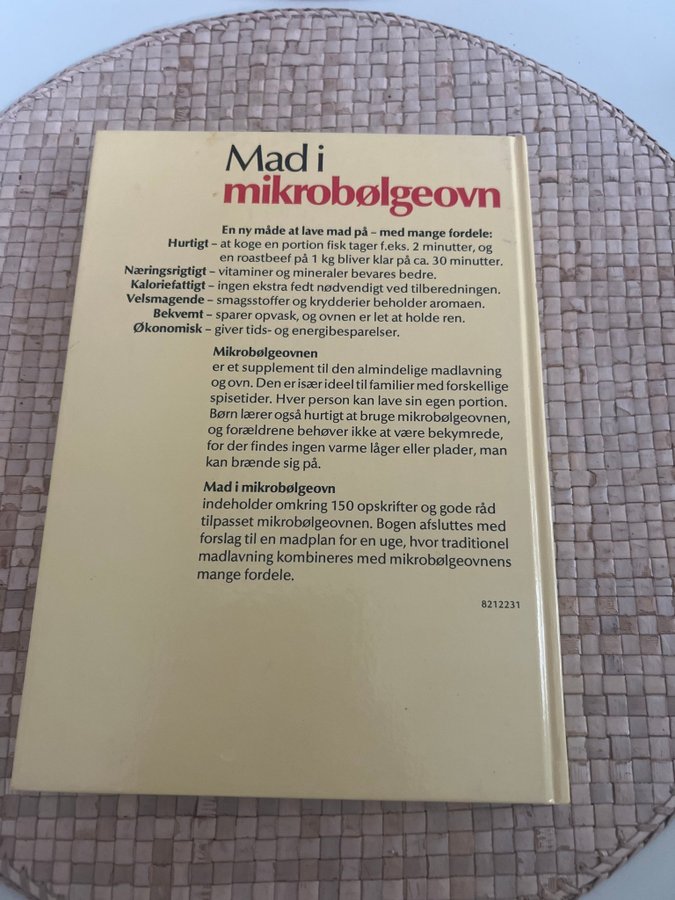 Mad i
mikrobølgeovn
En ny måde at lave mad på – med mange fordele:
Hurtigt – at koge en portion fisk tager f.eks. 2 minutter, og
en roastbeef på 1 kg bliver klar på ca. 30 minutter.
Næringsrigtigt – vitaminer og mineraler bevares bedre.
Kaloriefattigt – ingen ekstra fedt nødvendigt ved tilberedningen.
Velsmagende – smagsstoffer og krydderier beholder aromaen.
Bekvemt – sparer opvask, og ovnen er let at holde ren.
Økonomisk – giver tids- og energibesparelser.
Mikrobølgeovnen
er et supplement til den almindelige madlavning
og ovn. Den er især ideel til familier med forskellige
spisetider. Hver person kan lave sin egen portion.
Børn lærer også hurtigt at bruge mikrobølgeovnen,
og forældrene behøver ikke at være bekymrede,
for der findes ingen varme låger eller plader, man
kan brænde sig på.
Mad i mikrobølgeovn
indeholder omkring 150 opskrifter og gode råd
tilpasset mikrobølgeovnen. Bogen afsluttes med
forslag til en madplan for en uge, hvor traditionel
madlavning kombineres med mikrobølgeovnens
mange fordele.
8212231